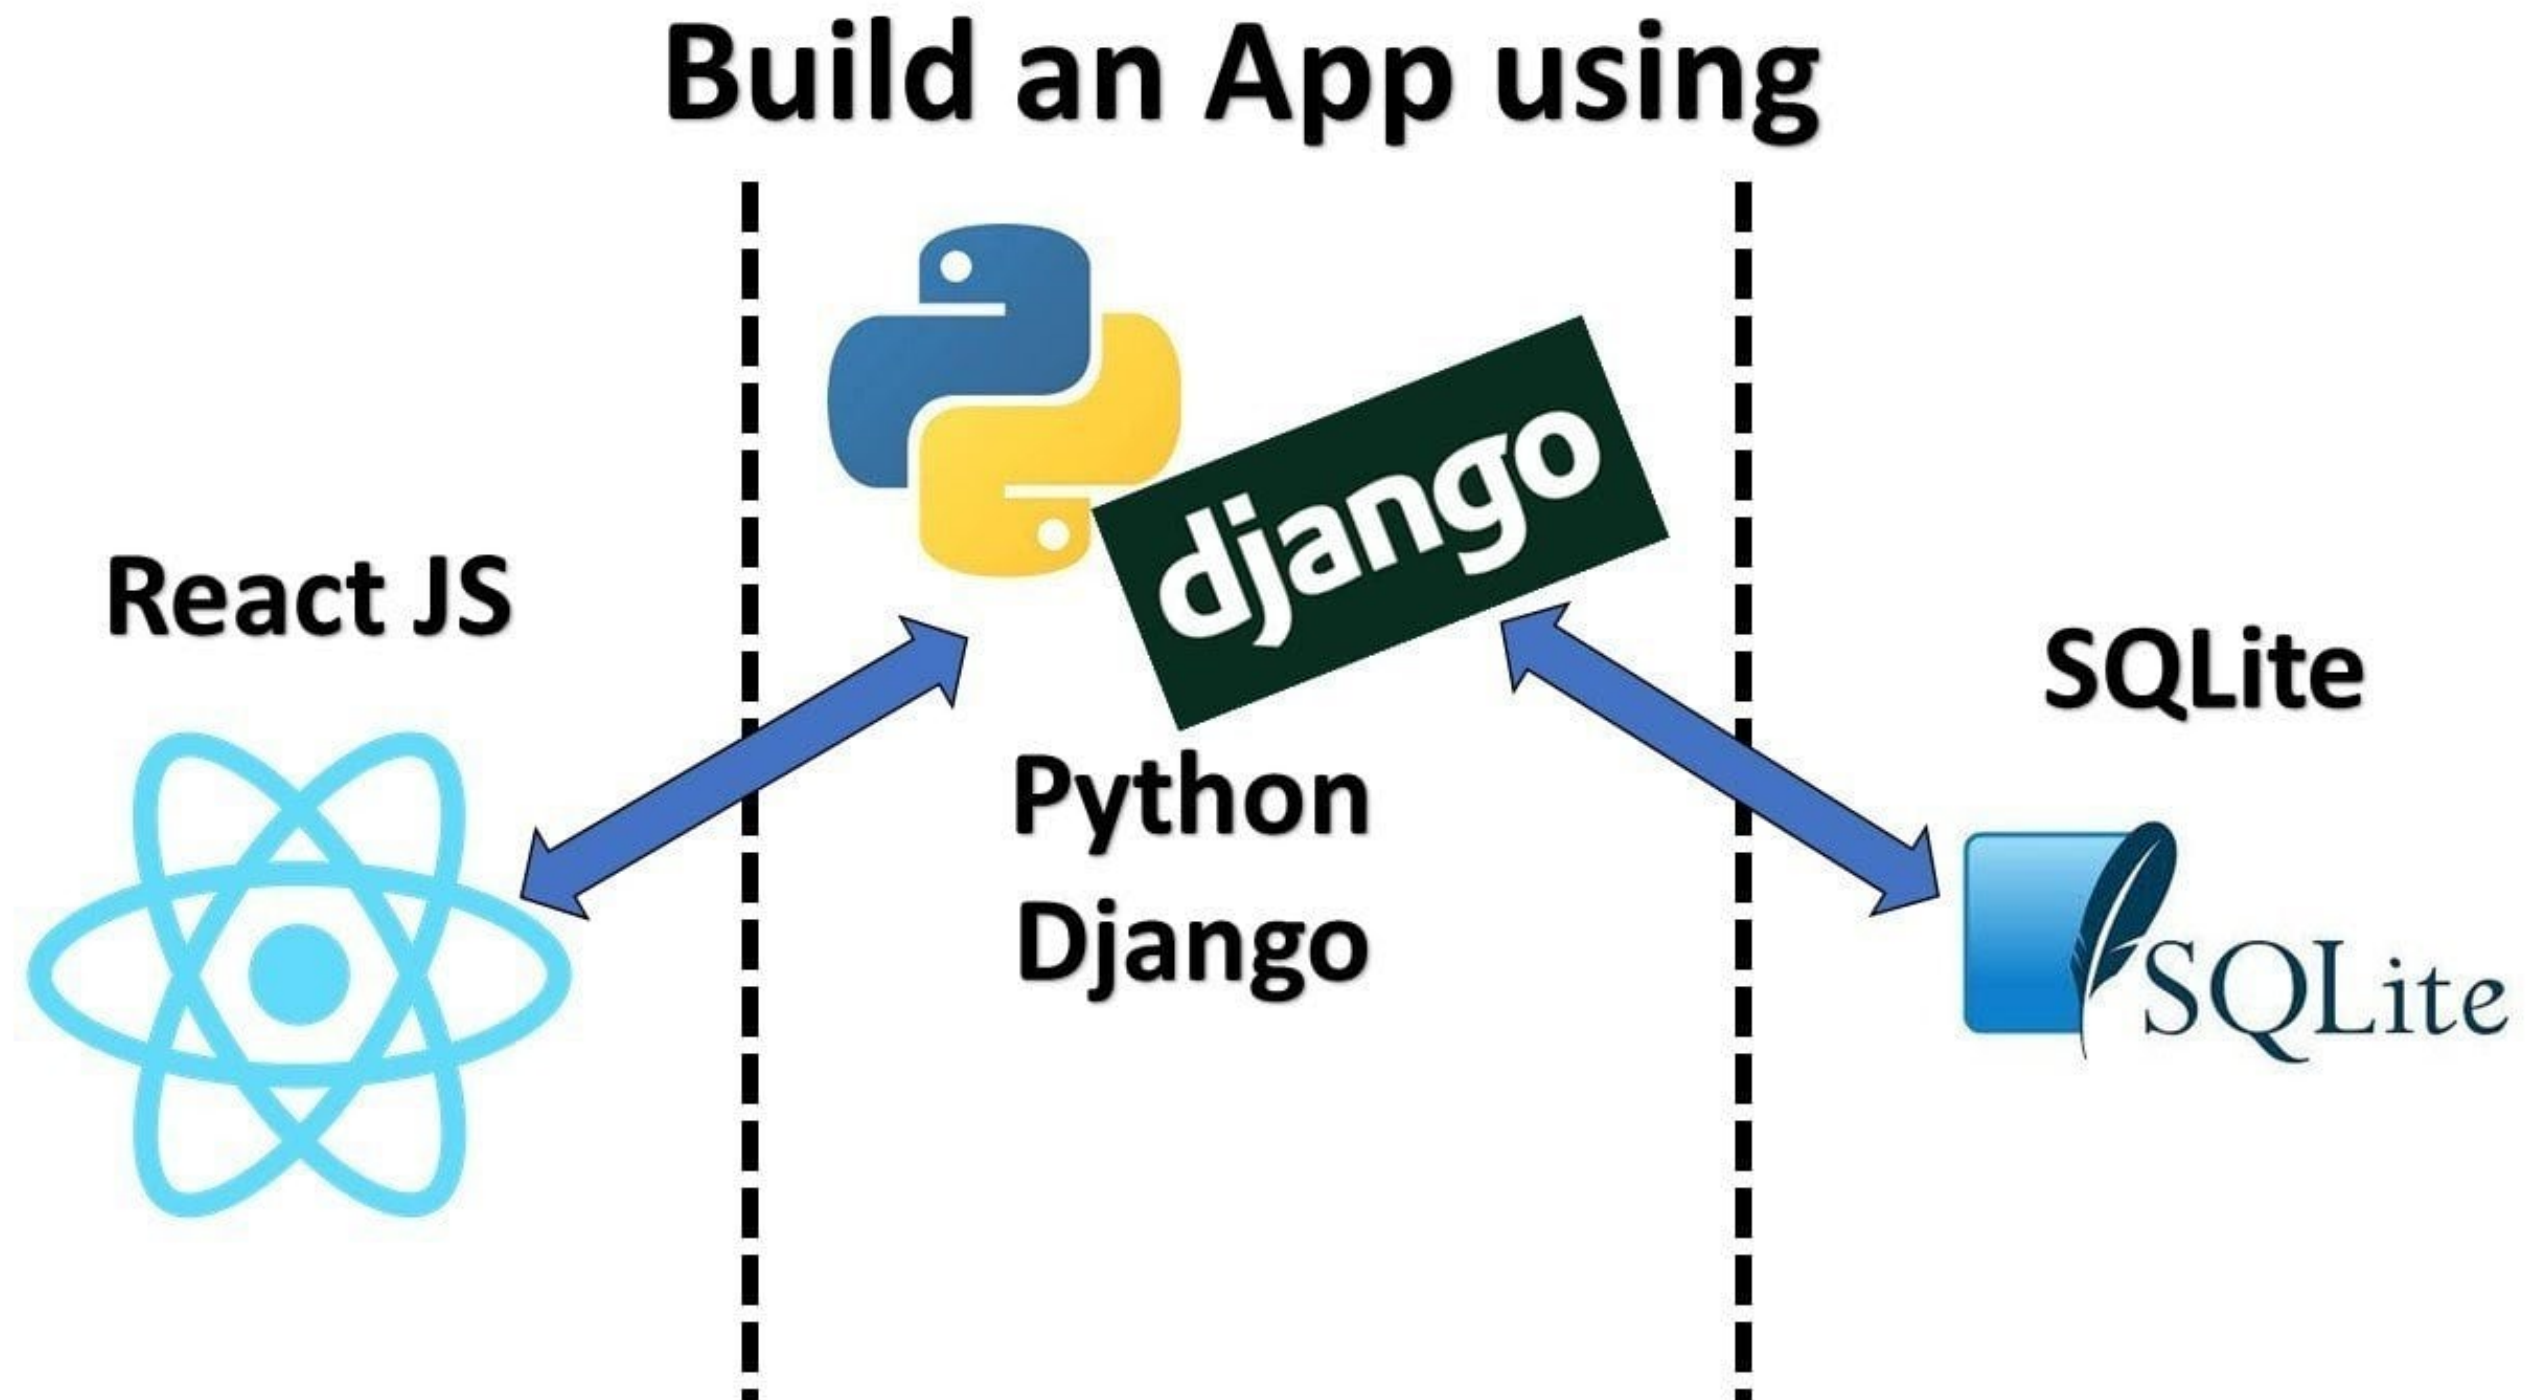 Build an App using
React JS
django
Python
Django
SQLite
SQLite